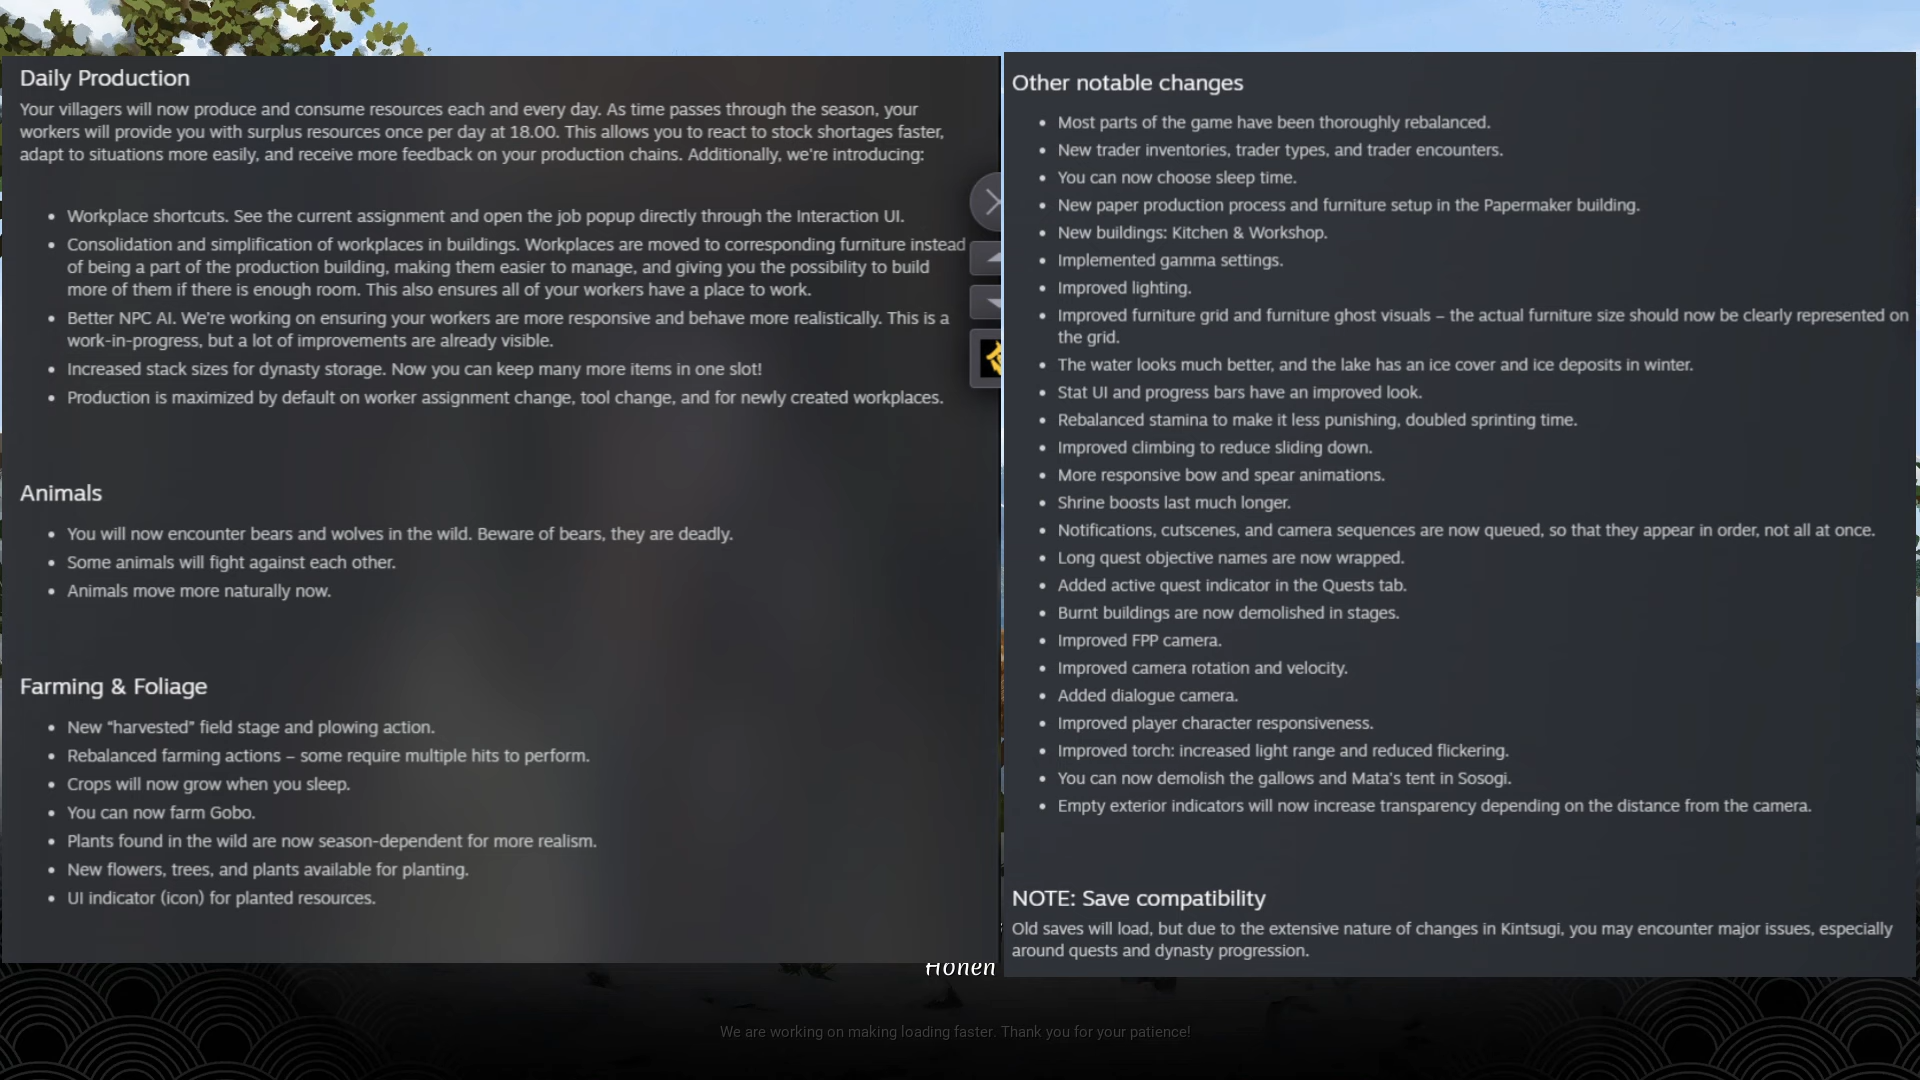 Daily Production
Your villagers will now produce and consume resources each and every day. As time passes through the season, your
workers will provide you with surplus resources once per day at 18.00. This allows you to react to stock shortages faster,
adapt to situations more easily, and receive more feedback on your production chains. Additionally, we're introducing:
• Workplace shortcuts. See the current assignment and open the job popup directly through the Interaction UI.
• Consolidation and simplification of workplaces in buildings. Workplaces are moved to corresponding furniture instead
of being a part of the production building, making them easier to manage, and giving you the possibility to build
more of them if there is enough room. This also ensures all of your workers have a place to work.
• Better NPC AI. We're working on ensuring your workers are more responsive and behave more realistically. This is a
work-in-progress, but a lot of improvements are already visible.
• Increased stack sizes for dynasty storage. Now you can keep many more items in one slot!
• Production is maximized by default on worker assignment change, tool change, and for newly created workplaces.
Animals
• You will now encounter bears and wolves in the wild. Beware of bears, they are deadly.
• Some animals will fight against each other.
• Animals move more naturally now.
Farming & Foliage
• New "harvested" field stage and plowing action.
• Rebalanced farming actions – some require multiple hits to perform.
• Crops will now grow when you sleep.
• You can now farm Gobo.
• Plants found in the wild are now season-dependent for more realism.
• New flowers, trees, and plants available for planting.
• UI indicator (icon) for planted resources.
Other notable changes
• Most parts of the game have been thoroughly rebalanced.
• New trader inventories, trader types, and trader encounters.
• You can now choose sleep time.
• New paper production process and furniture setup in the Papermaker building.
• New buildings: Kitchen & Workshop.
• Implemented gamma settings.
• Improved lighting.
• Improved furniture grid and furniture ghost visuals – the actual furniture size should now be clearly represented on
the grid.
• The water looks much better, and the lake has an ice cover and ice deposits in winter.
• Stat UI and progress bars have an improved look.
• Rebalanced stamina to make it less punishing, doubled sprinting time.
• Improved climbing to reduce sliding down.
• More responsive bow and spear animations.
• Shrine boosts last much longer.
• Notifications, cutscenes, and camera sequences are now queued, so that they appear in order, not all at once.
• Long quest objective names are now wrapped.
• Added active quest indicator in the Quests tab.
• Burnt buildings are now demolished in stages.
• Improved FPP camera.
• Improved camera rotation and velocity.
• Added dialogue camera.
• Improved player character responsiveness.
• Improved torch: increased light range and reduced flickering.
• You can now demolish the gallows and Mata's tent in Sosogi.
• Empty exterior indicators will now increase transparency depending on the distance from the camera.
NOTE: Save compatibility
Old saves will load, but due to the extensive nature of changes in Kintsugi, you may encounter major issues, especially
around quests and dynasty progression.
We are working on making loading faster. Thank you for your patience!